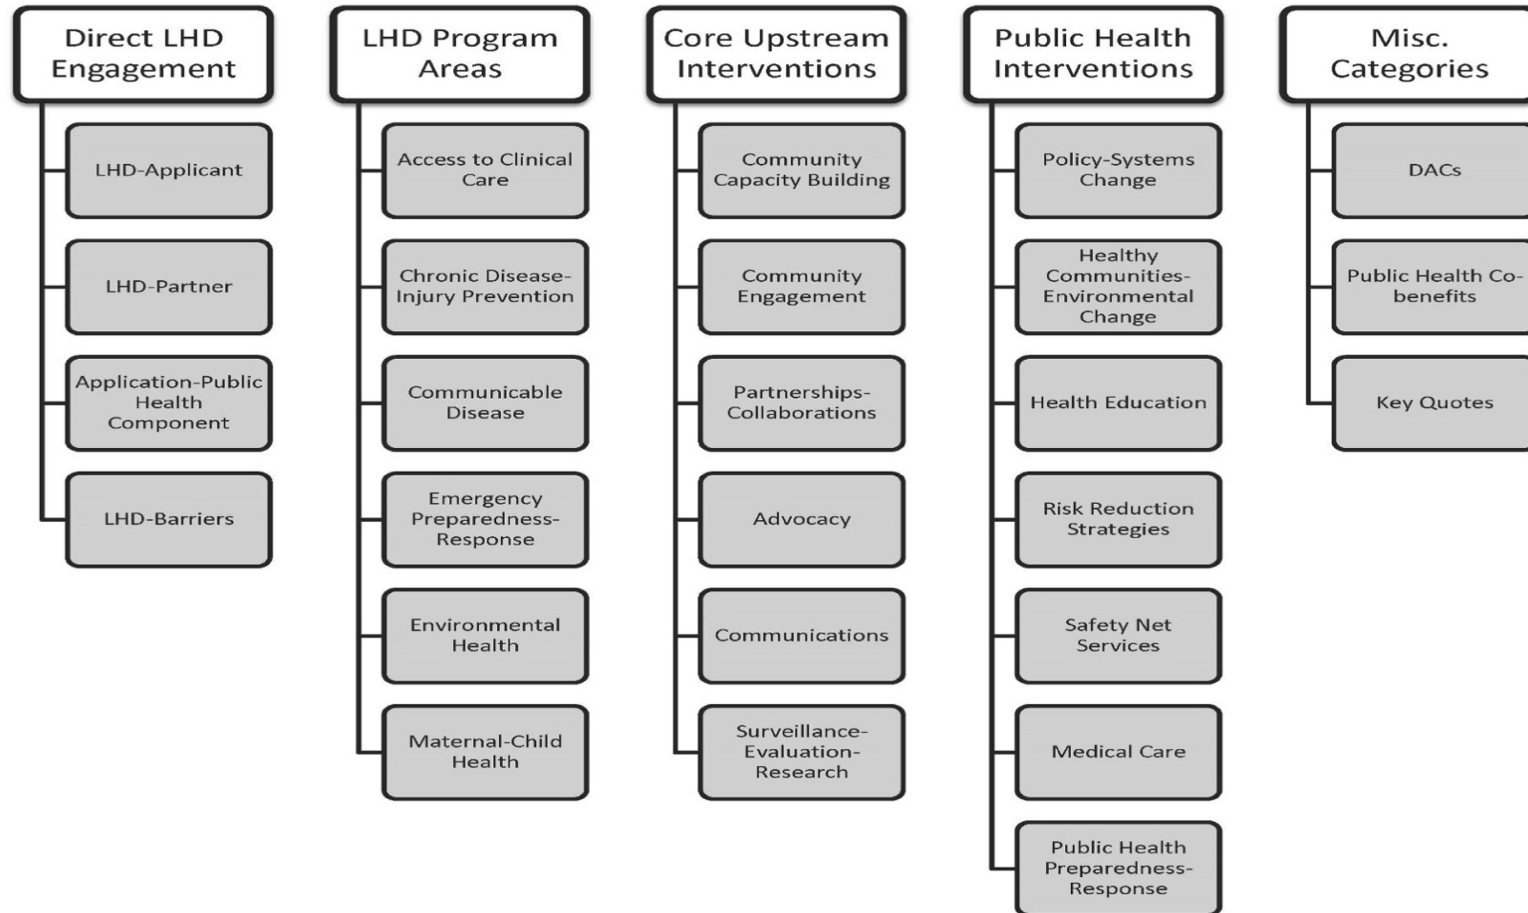 Direct LHD
Engagement
LHD-Applicant
LHD-Partner
Application-Public
Health
Component
LHD-Barriers
LHD Program
Areas
Access to Clinical
Care
Chronic Disease-
Injury Prevention
Communicable
Disease
Emergency
Preparedness-
Response
Environmental
Health
Maternal-Child
Health
Core Upstream
Interventions
Community
Capacity Building
Community
Engagement
Partnerships-
Collaborations
Advocacy
Communications
Surveillance-
Evaluation-
Research
Public Health
Interventions
Policy-Systems
Change
Healthy
Communities-
Environmental
Change
Health Education
Risk Reduction
Strategies
Safety Net
Services
Medical Care
Public Health
Preparedness-
Response
Misc.
Categories
DACs
Public Health Co-
benefits
Key Quotes